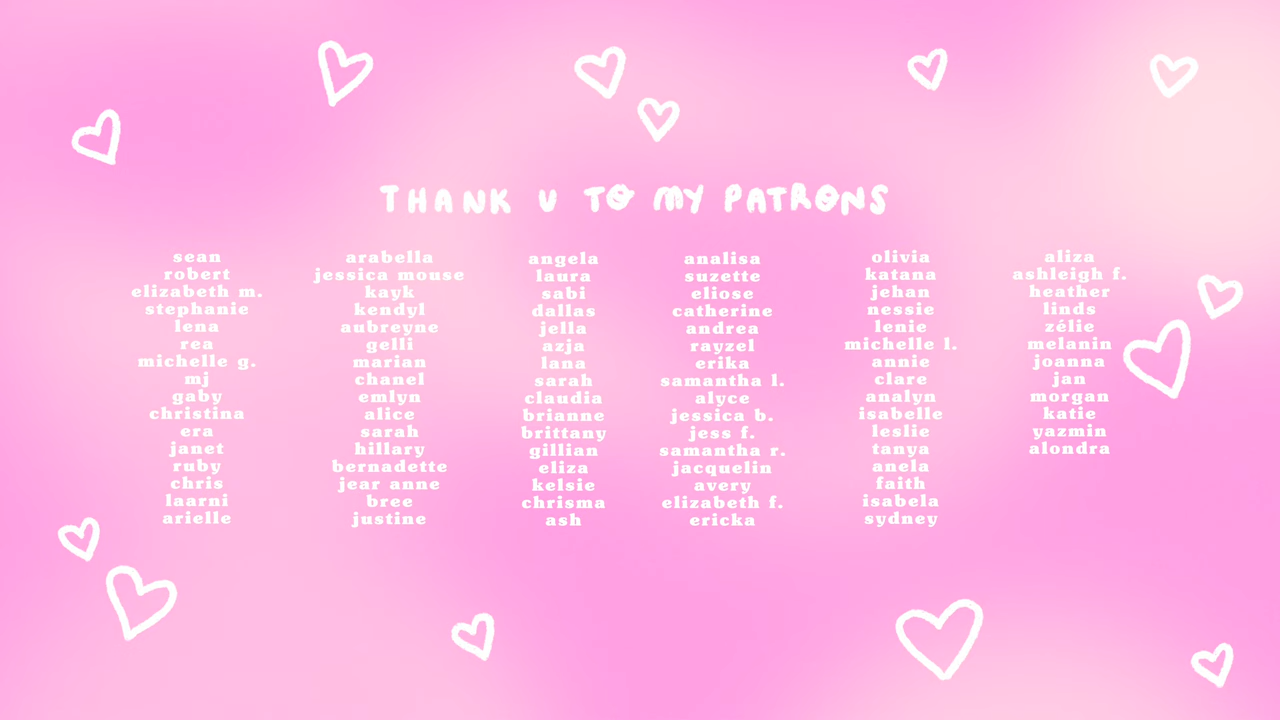 THANK U TO MY PATRONS
sean
robert
elizabeth m.
stephanie
lena
rea
michelle g.
mj
gaby
christina
era
janet
ruby
chris
laarni
arielle
arabella
jessica mouse
kayk
kendyl
aubreyne
gelli
marian
chanel
emlyn
alice
sarah
hillary
bernadette
jear anne
bree
justine
angela
laura
sabi
dallas
jella
azja
lana
sarah
claudia
brianne
brittany
gillian
eliza
kelsie
chrisma
ash
analisa
suzette
eliose
catherine
andrea
rayzel
erika
samantha l.
alyce
jessica b.
jess f.
samantha r.
jacquelin
avery
elizabeth f.
ericka
olivia
katana
jehan
nessie
lenie
michelle l.
annie
clare
analyn
isabelle
leslie
tanya
anela
faith
isabela
sydney
aliza
ashleigh f.
heather
linds
zélie
melanin
joanna
jan
morgan
katie
yazmin
alondra